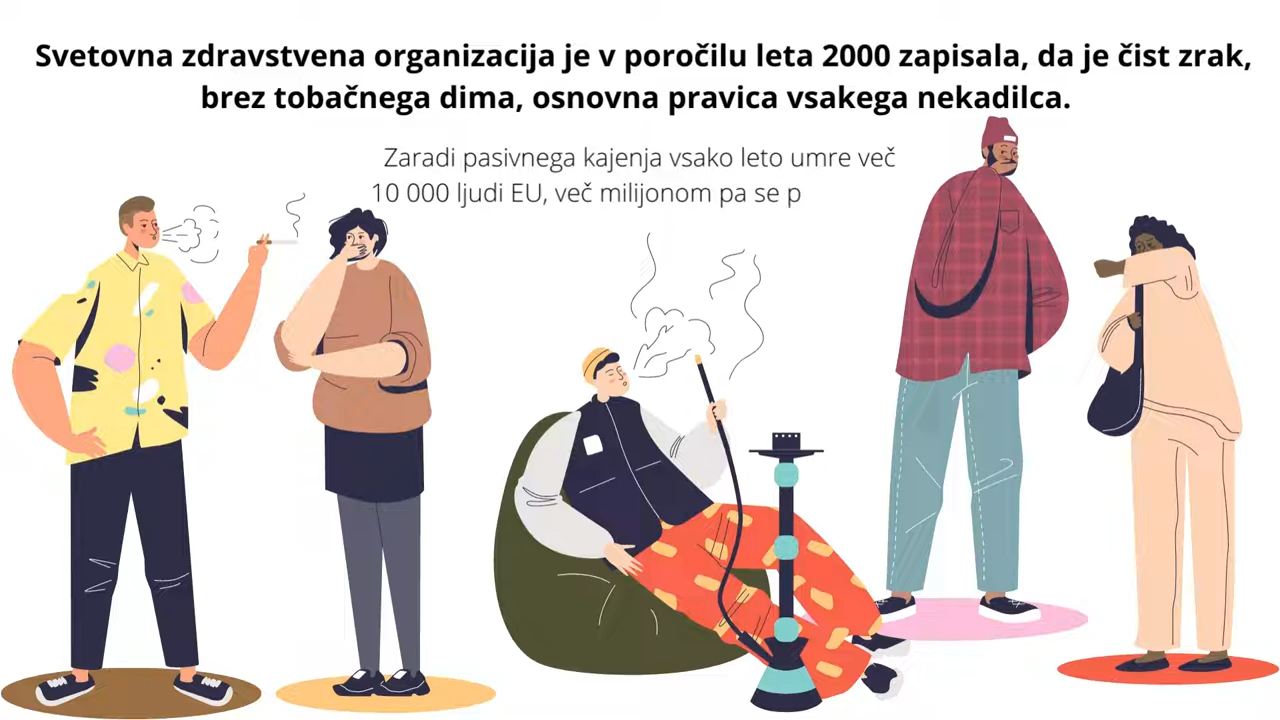 Svetovna zdravstvena organizacija je v poročilu leta 2000 zapisala, da je čist zrak,
brez tobačnega dima, osnovna pravica vsakega nekadilca.
Zaradi pasivnega kajenja vsako leto umre več
10 000 ljudi EU, več milijonom pa se p